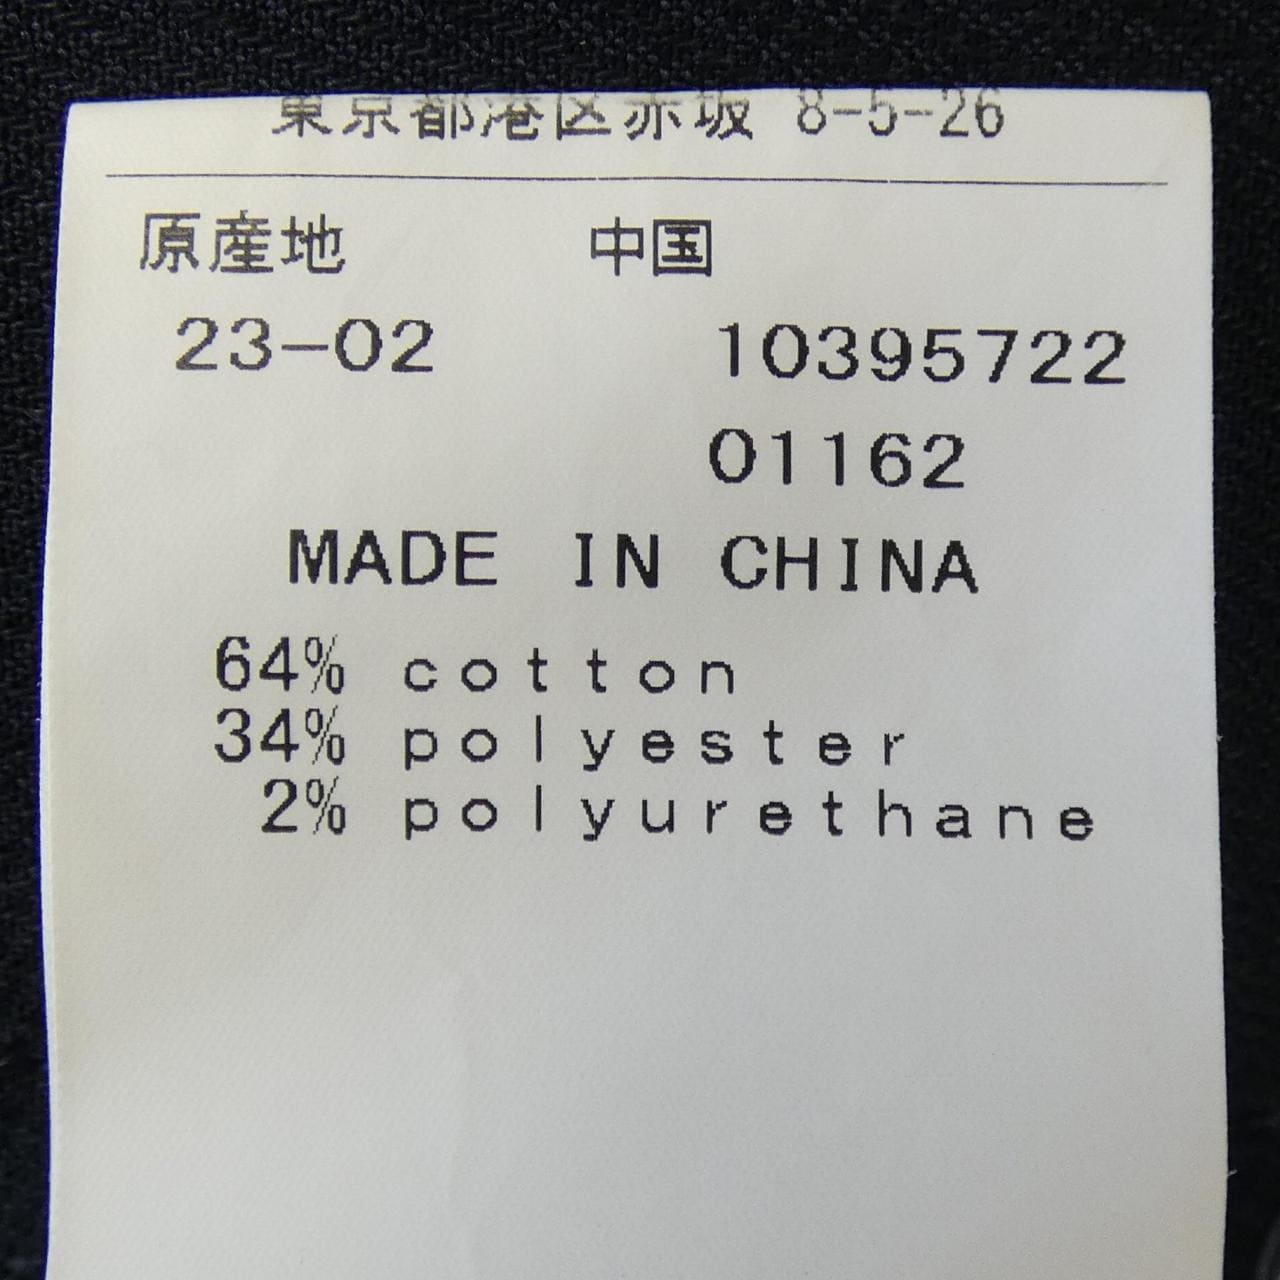 東京都港区赤坂 8-5-26
原産地 中国
23-02 10395722
01162
MADE IN CHINA
64% cotton
34% polyester
2% polyurethane